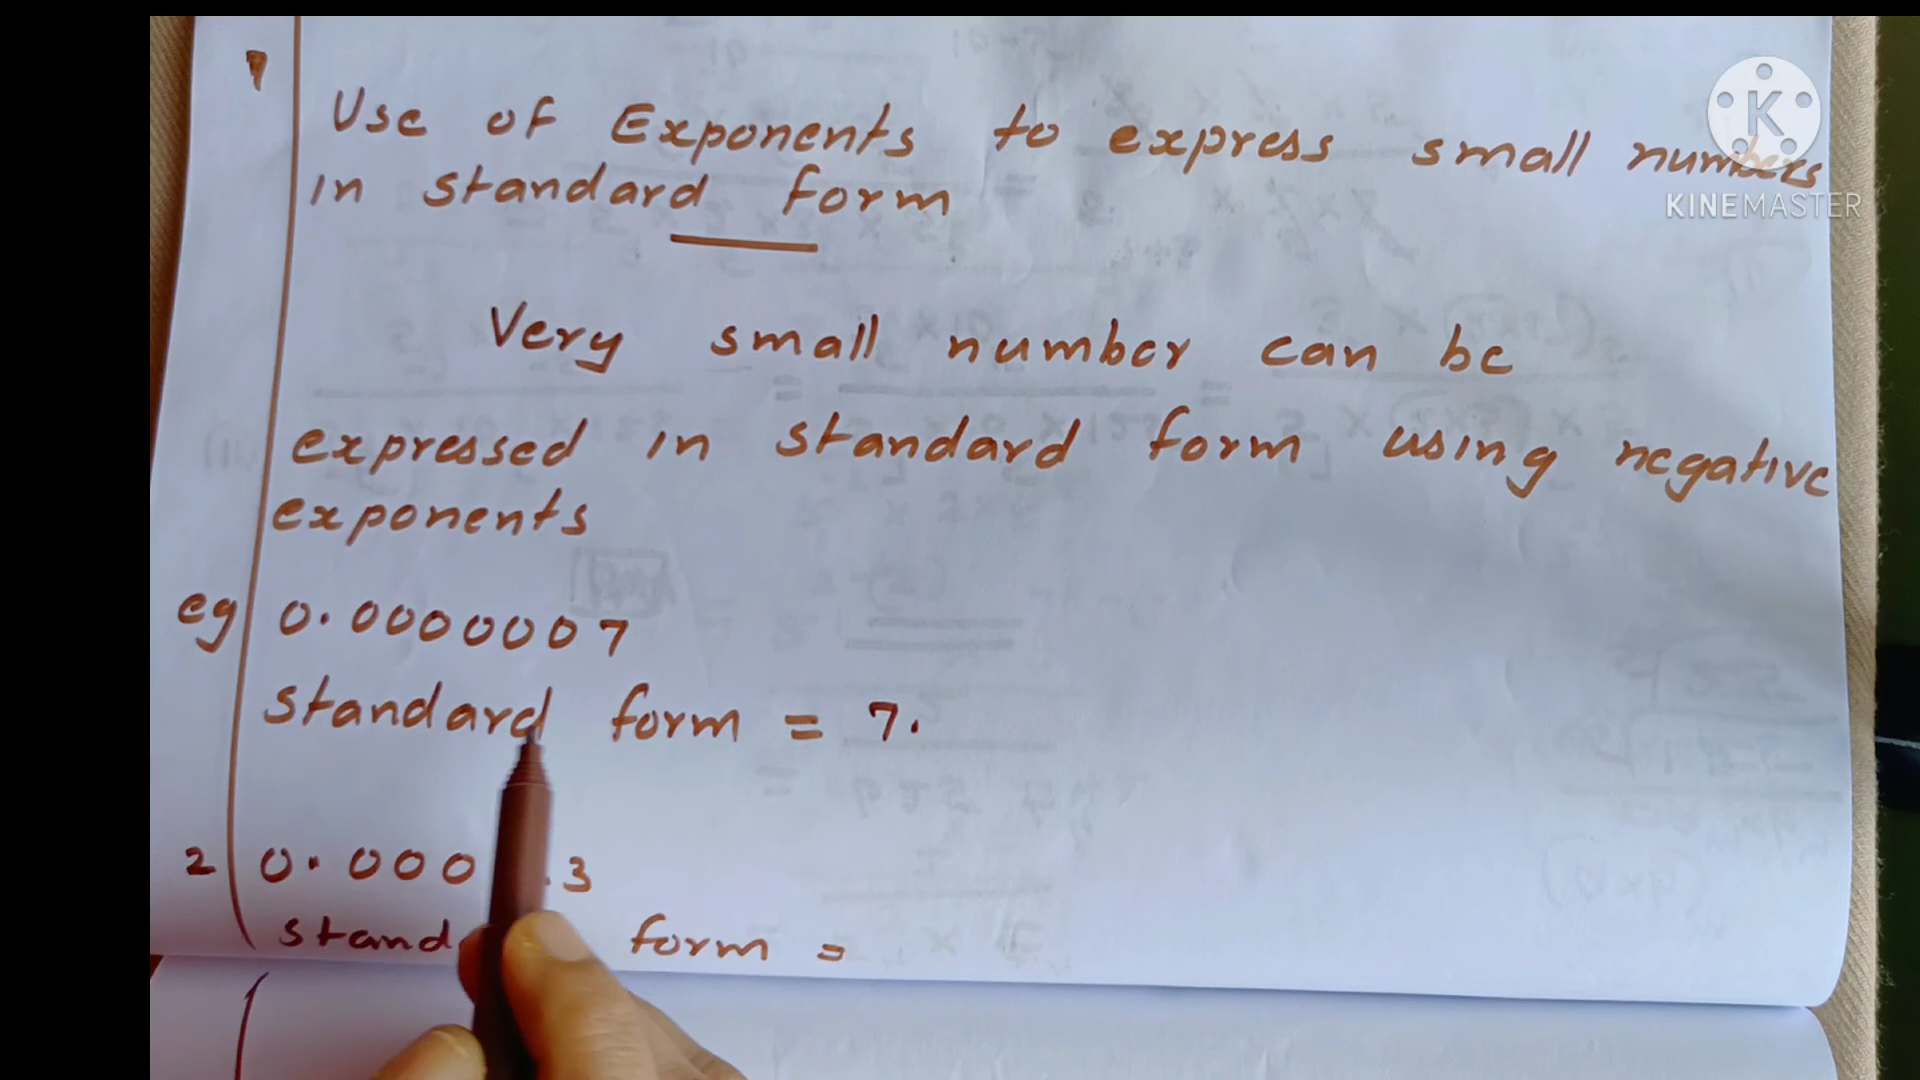 Use of Exponents to express small numbers
in standard form
Very small number can be
expressed in standard form using negative
exponents
eg 0.0000007
standard form = 7.
2 0.000 .3
form =
KINEMASTER